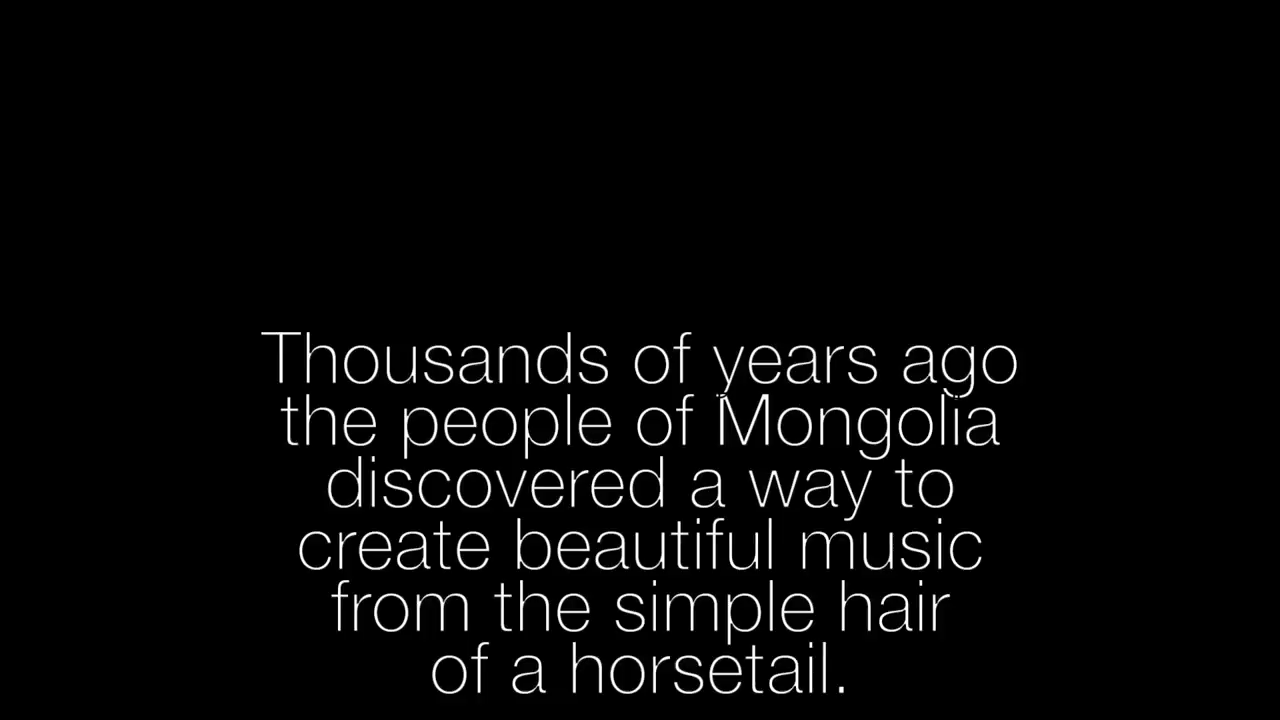 Thousands of years ago
the people of Mongolia
discovered a way to
create beautiful music
from the simple hair
of a horsetail.